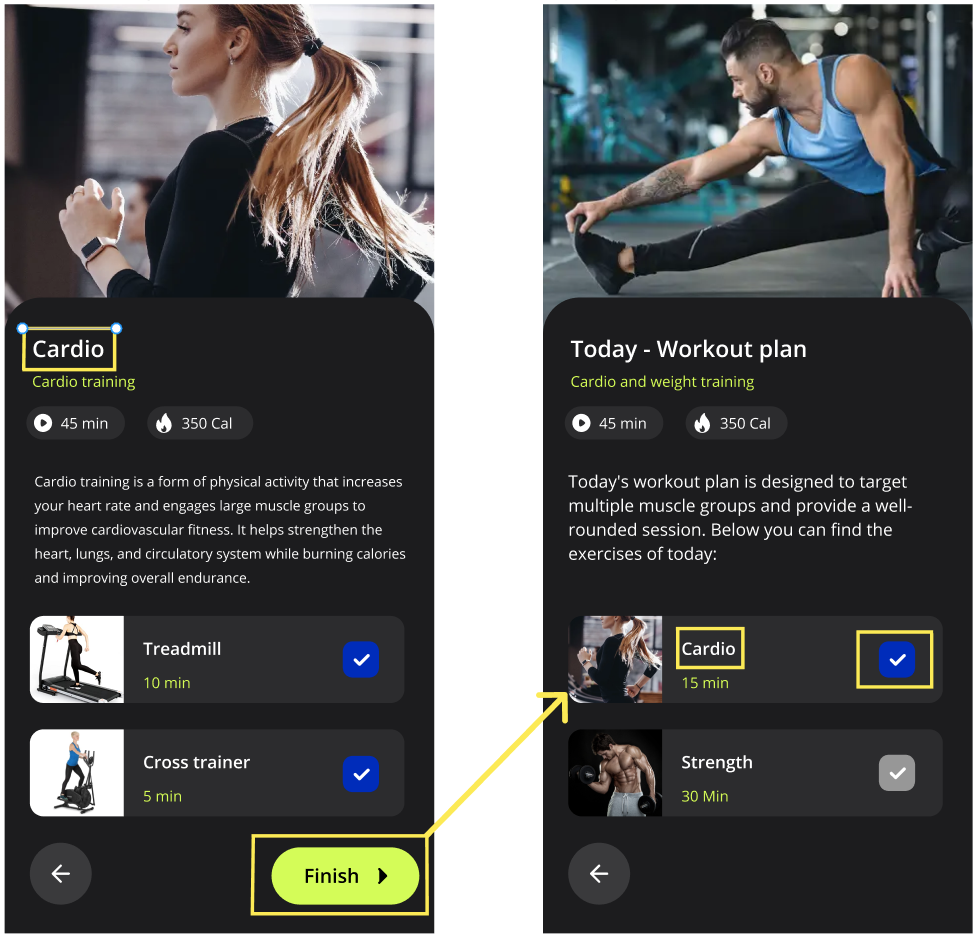 Cardio
Cardio training
45 min
350 Cal
Cardio training is a form of physical activity that increases
your heart rate and engages large muscle groups to
improve cardiovascular fitness. It helps strengthen the
heart, lungs, and circulatory system while burning calories
and improving overall endurance.
Treadmill
10 min
Cross trainer
5 min
Finish
Today - Workout plan
Cardio and weight training
45 min
350 Cal
Today's workout plan is designed to target
multiple muscle groups and provide a well-
rounded session. Below you can find the
exercises of today:
Cardio
15 min
Strength
30 Min